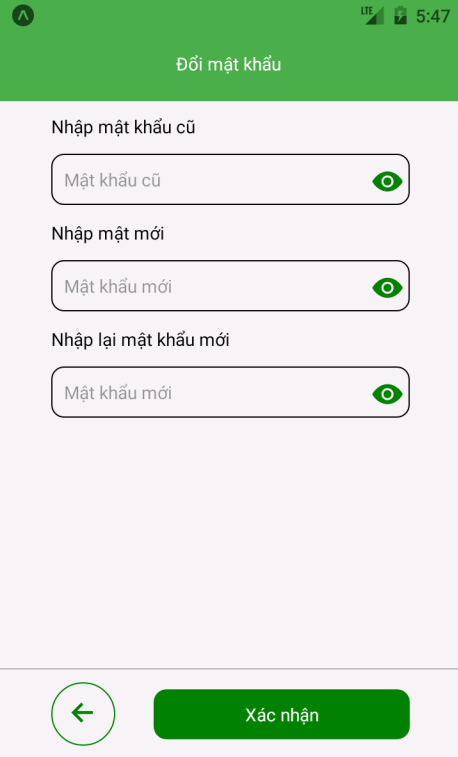 LTE 5:47
Đổi mật khẩu
Nhập mật khẩu cũ
Mật khẩu cũ
Nhập mật mới
Mật khẩu mới
Nhập lại mật khẩu mới
Mật khẩu mới
Xác nhận